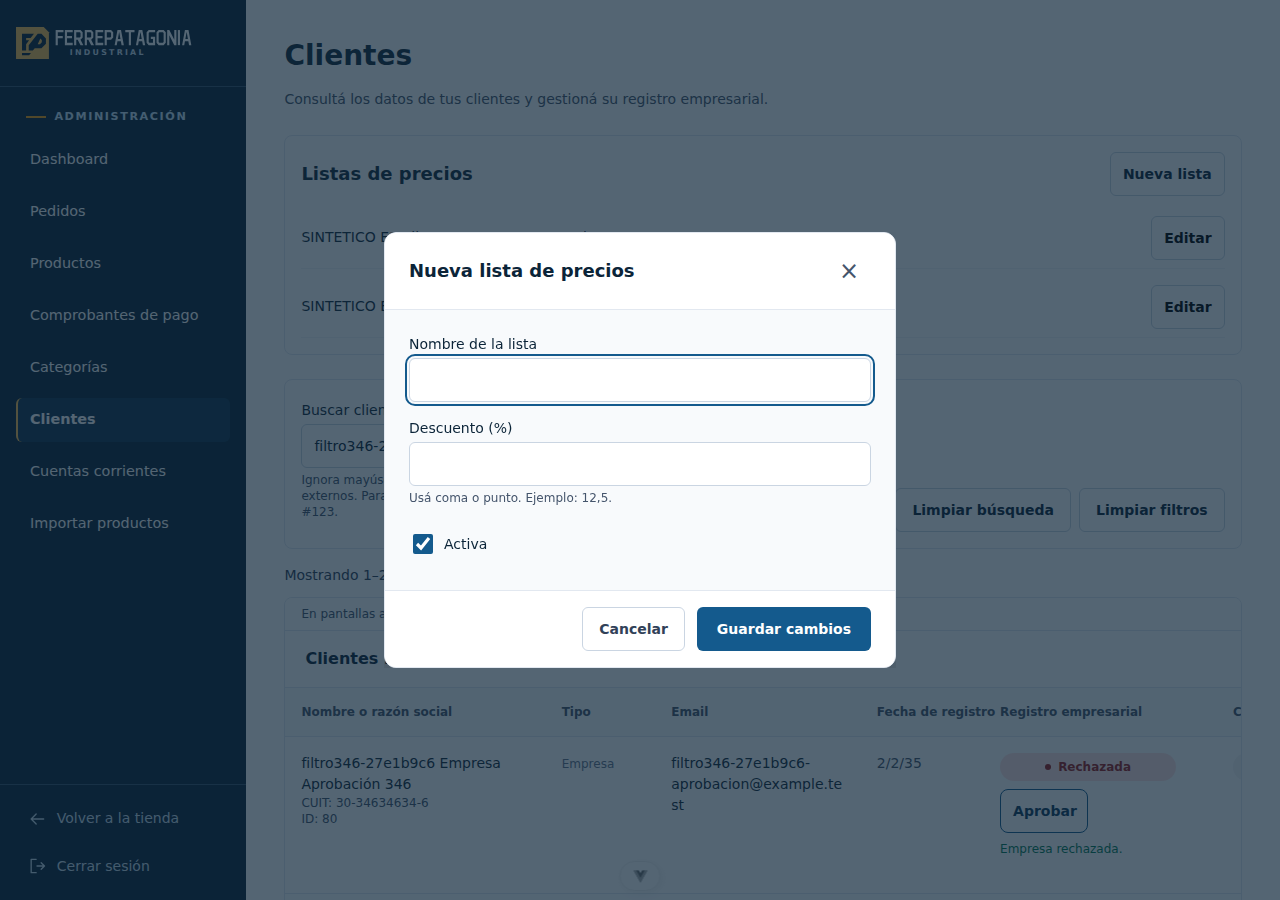 FERREPATAGONIA
INDUSTRIAL
ADMINISTRACIÓN
Dashboard
Pedidos
Productos
Comprobantes de pago
Categorías
Clientes
Cuentas corrientes
Importar productos
Volver a la tienda
Cerrar sesión
Clientes
Consultá los datos de tus clientes y gestioná su registro empresarial.
Listas de precios
Nueva lista
SINTETICO
Editar
SINTETICO
Editar
Nueva lista de precios
Nombre de la lista
Descuento (%)
Usá coma o punto. Ejemplo: 12,5.
Activa
Cancelar
Guardar cambios
Buscar
filtro346-2
Ignora
externos.
#123.
Limpiar búsqueda
Limpiar filtros
Mostrando 1–2
En pantallas
Clientes
Nombre o razón social
Tipo
Email
Fecha de registro
Registro empresarial
filtro346-27e1b9c6 Empresa
Aprobación 346
CUIT: 30-34634634-6
ID: 80
Empresa
filtro346-27e1b9c6-
aprobacion@example.te
st
2/2/35
Rechazada
Aprobar
Empresa rechazada.